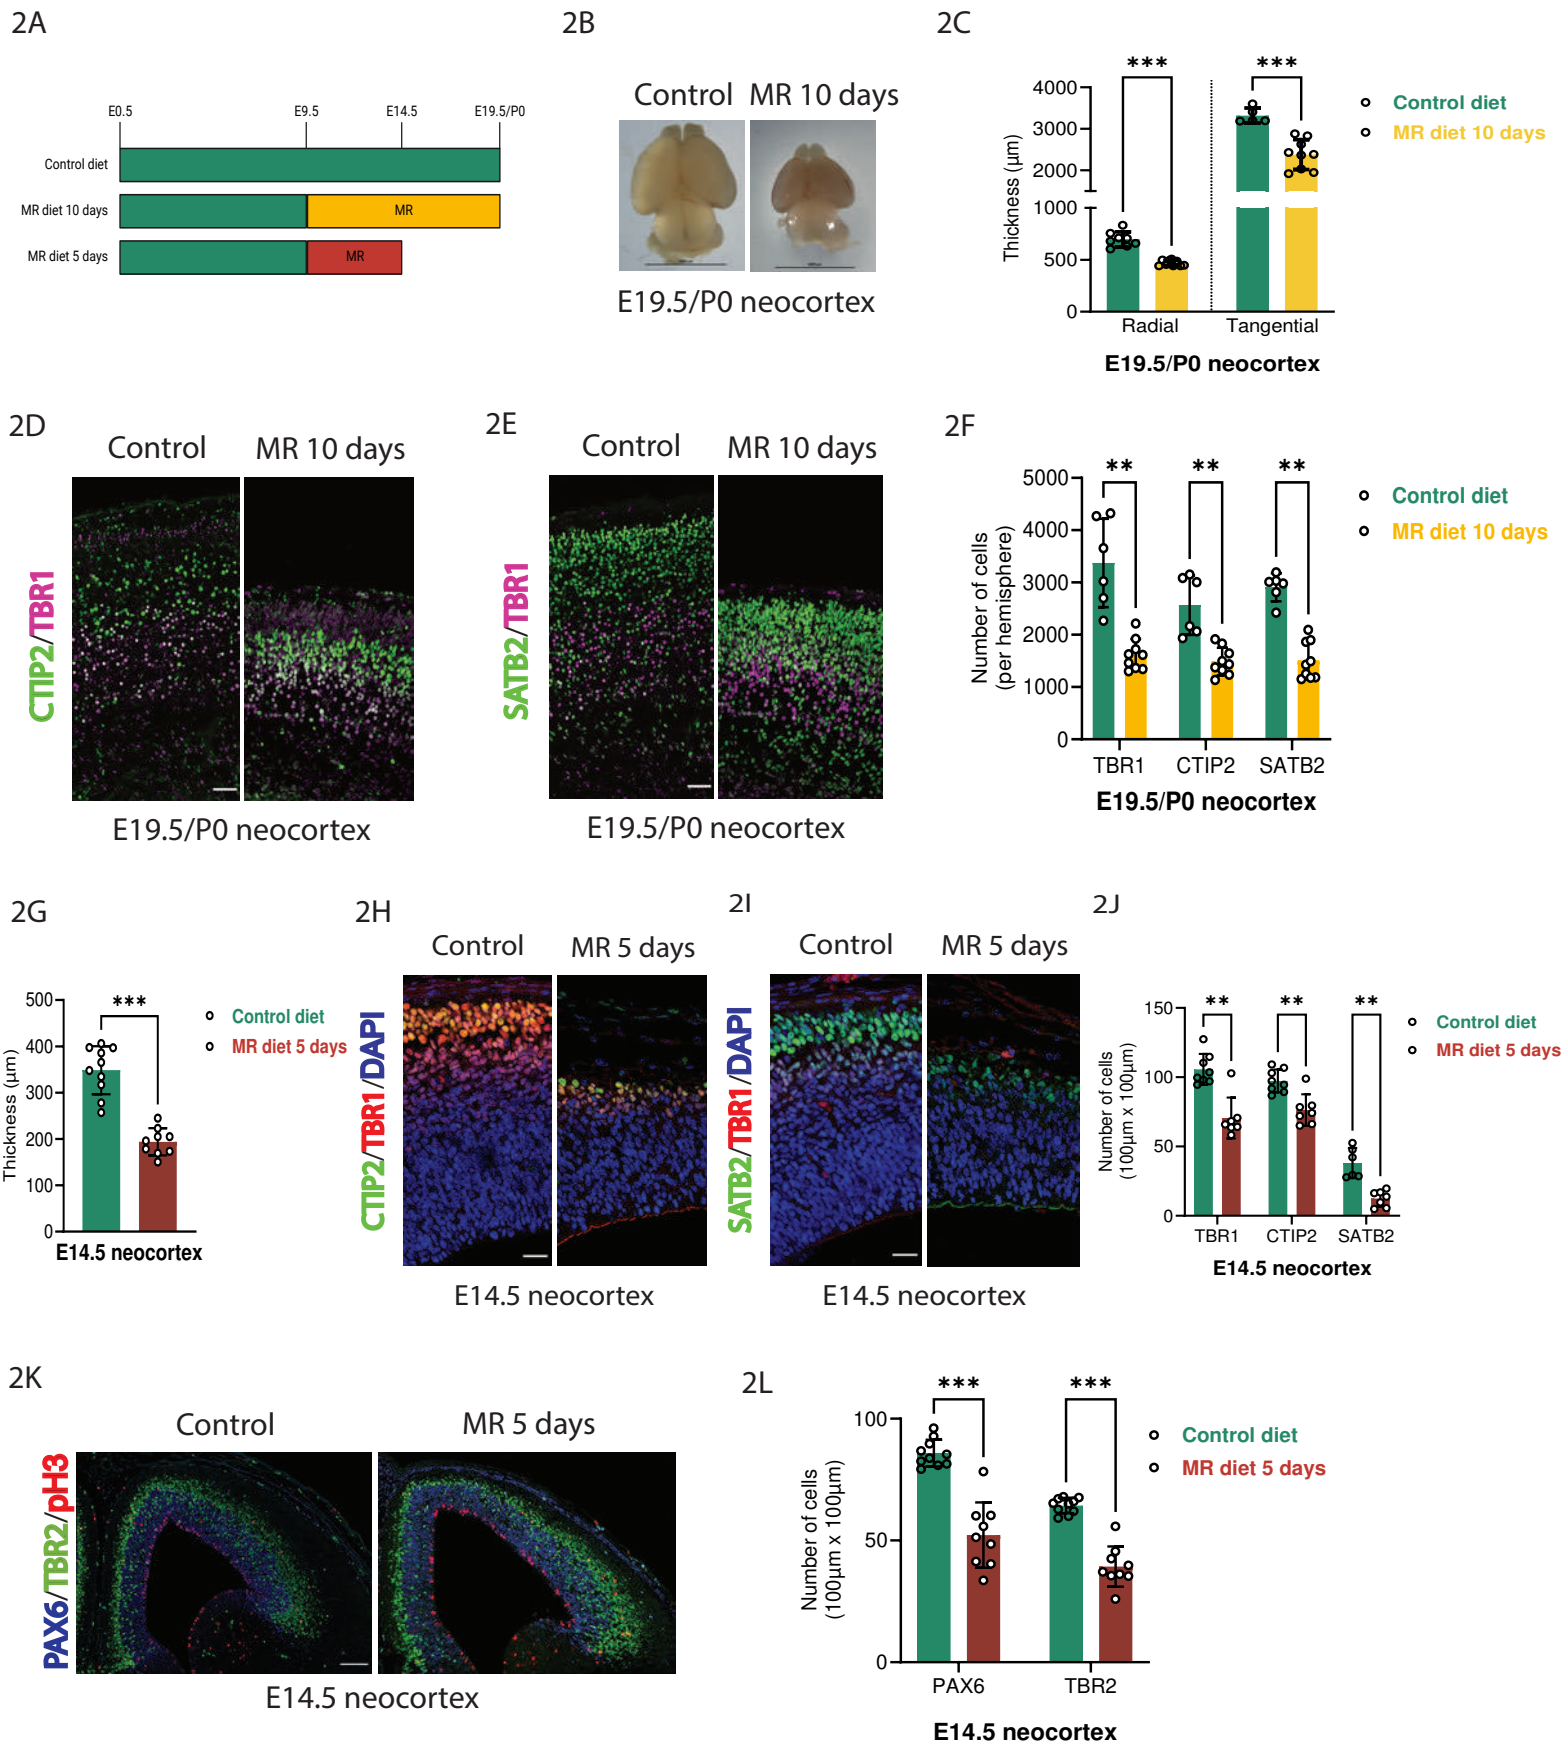 2A
E0.5
E9.5
E14.5
E19.5/P0
Control diet
MR diet 10 days
MR
MR diet 5 days
MR
2B
Control
MR 10 days
E19.5/P0 neocortex
2C
***
***
Thickness (µm)
4000
3000
2000
1000
500
0
Radial
Tangential
E19.5/P0 neocortex
Control diet
MR diet 10 days
2D
Control
MR 10 days
CTIP2/TBR1
E19.5/P0 neocortex
2E
Control
MR 10 days
SATB2/TBR1
E19.5/P0 neocortex
2F
**
**
**
Number of cells
(per hemisphere)
5000
4000
3000
2000
1000
0
TBR1
CTIP2
SATB2
E19.5/P0 neocortex
Control diet
MR diet 10 days
2G
***
Thickness (µm)
500
400
300
200
100
0
E14.5 neocortex
Control diet
MR diet 5 days
2H
Control
MR 5 days
CTIP2/TBR1/DAPI
E14.5 neocortex
2I
Control
MR 5 days
SATB2/TBR1/DAPI
E14.5 neocortex
2J
**
**
**
Number of cells
(100µm x 100µm)
150
100
50
0
TBR1
CTIP2
SATB2
E14.5 neocortex
Control diet
MR diet 5 days
2K
Control
MR 5 days
PAX6/TBR2/pH3
E14.5 neocortex
2L
***
***
Number of cells
(100µm x 100µm)
100
50
0
PAX6
TBR2
E14.5 neocortex
Control diet
MR diet 5 days